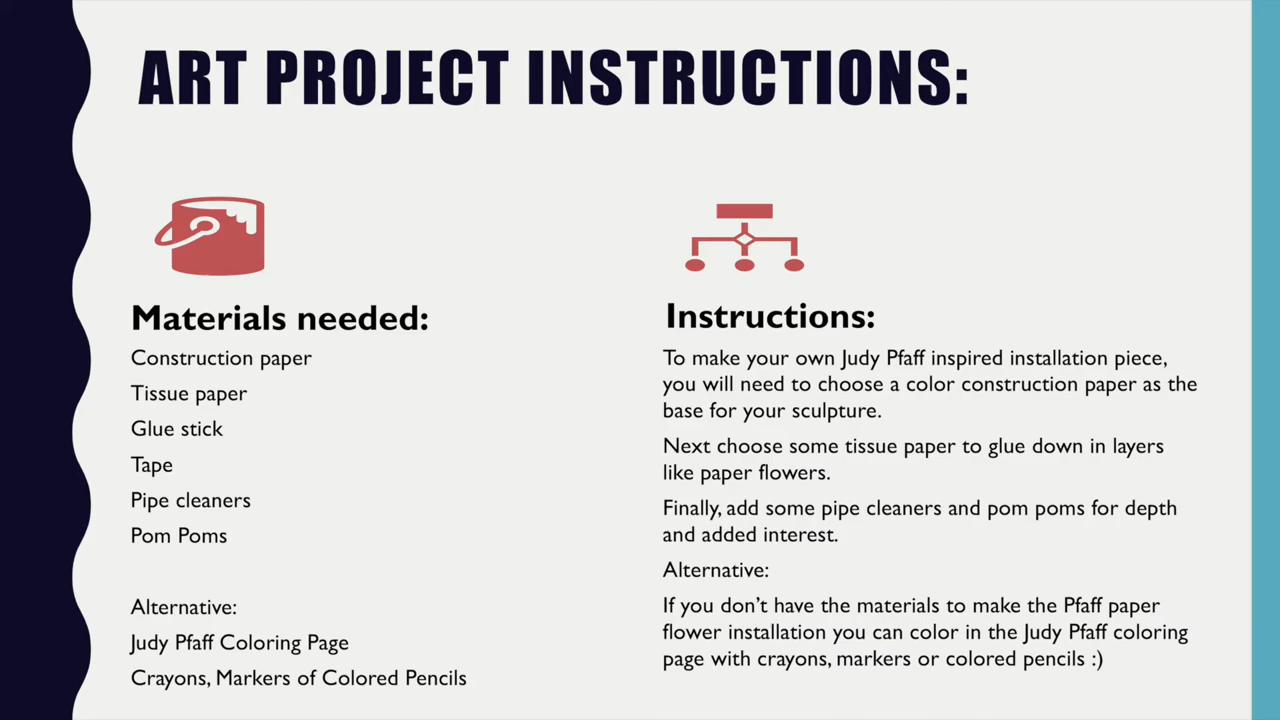 ART PROJECT INSTRUCTIONS:
Materials needed:
Construction paper
Tissue paper
Glue stick
Tape
Pipe cleaners
Pom Poms
Alternative:
Judy Pfaff Coloring Page
Crayons, Markers of Colored Pencils
Instructions:
To make your own Judy Pfaff inspired installation piece,
you will need to choose a color construction paper as the
base for your sculpture.
Next choose some tissue paper to glue down in layers
like paper flowers.
Finally, add some pipe cleaners and pom poms for depth
and added interest.
Alternative:
If you don’t have the materials to make the Pfaff paper
flower installation you can color in the Judy Pfaff coloring
page with crayons, markers or colored pencils :)